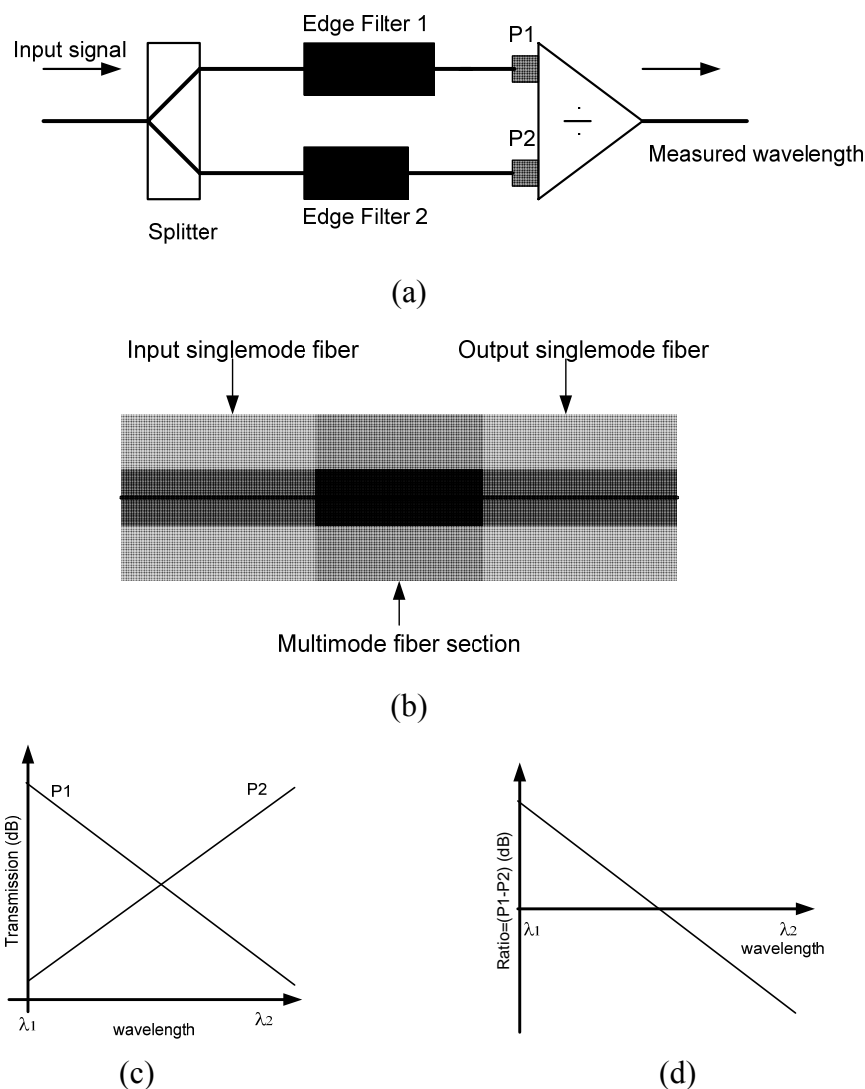 Edge Filter 1
Input signal
P1
÷
P2
Measured wavelength
Edge Filter 2
Splitter
(a)
Input singlemode fiber
Output singlemode fiber
Multimode fiber section
(b)
Transmission (dB)
P1
P2
λ1
wavelength
λ2
(c)
Ratio=(P1-P2) (dB)
λ1
λ2
wavelength
(d)